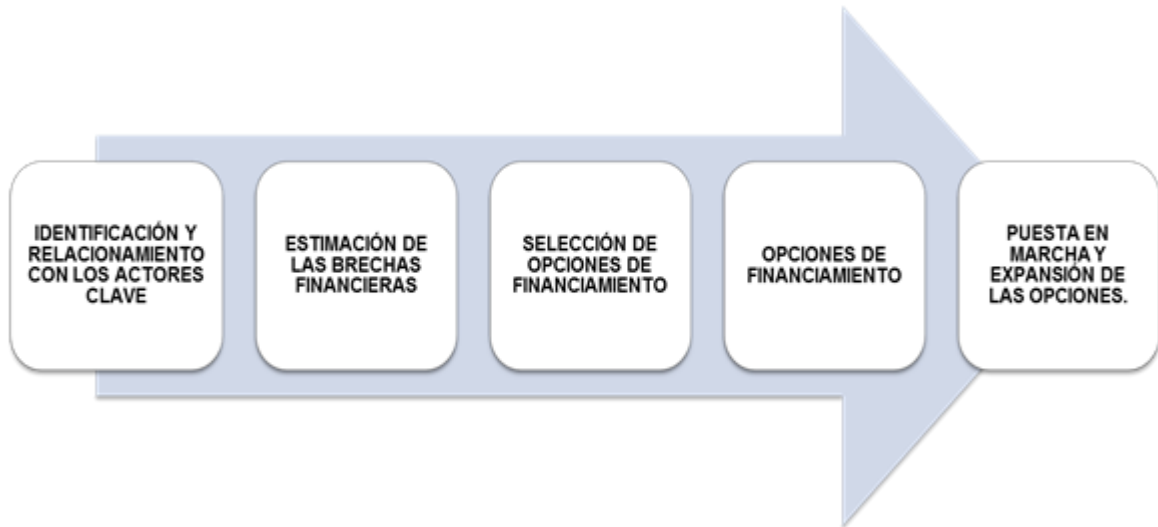 IDENTIFICACIÓN Y
RELACIONAMIENTO
CON LOS ACTORES
CLAVE
ESTIMACIÓN DE
LAS BRECHAS
FINANCIERAS
SELECCIÓN DE
OPCIONES DE
FINANCIAMIENTO
OPCIONES DE
FINANCIAMIENTO
PUESTA EN
MARCHA Y
EXPANSIÓN DE
LAS OPCIONES.